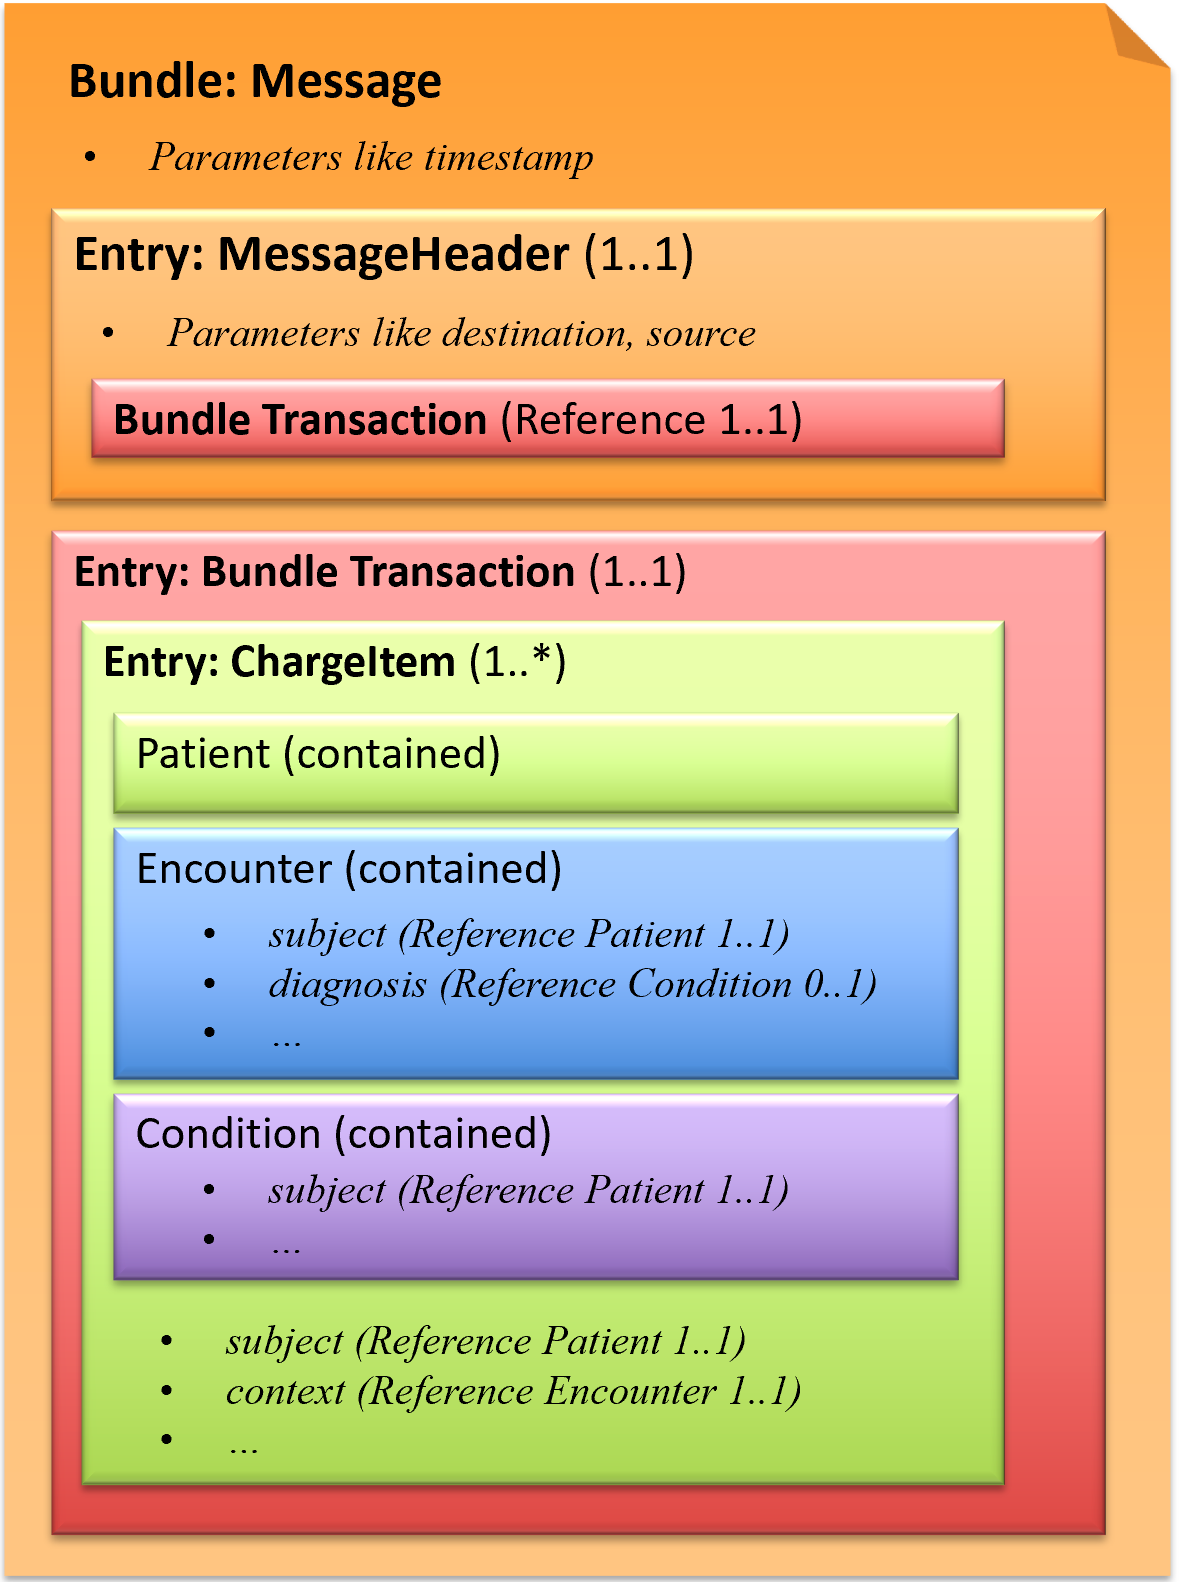 Bundle: Message
• Parameters like timestamp
Entry: MessageHeader (1..1)
• Parameters like destination, source
Bundle Transaction (Reference 1..1)
Entry: Bundle Transaction (1..1)
Entry: ChargeItem (1..*)
Patient (contained)
Encounter (contained)
• subject (Reference Patient 1..1)
• diagnosis (Reference Condition 0..1)
• ...
Condition (contained)
• subject (Reference Patient 1..1)
• ...
• subject (Reference Patient 1..1)
• context (Reference Encounter 1..1)
• ...